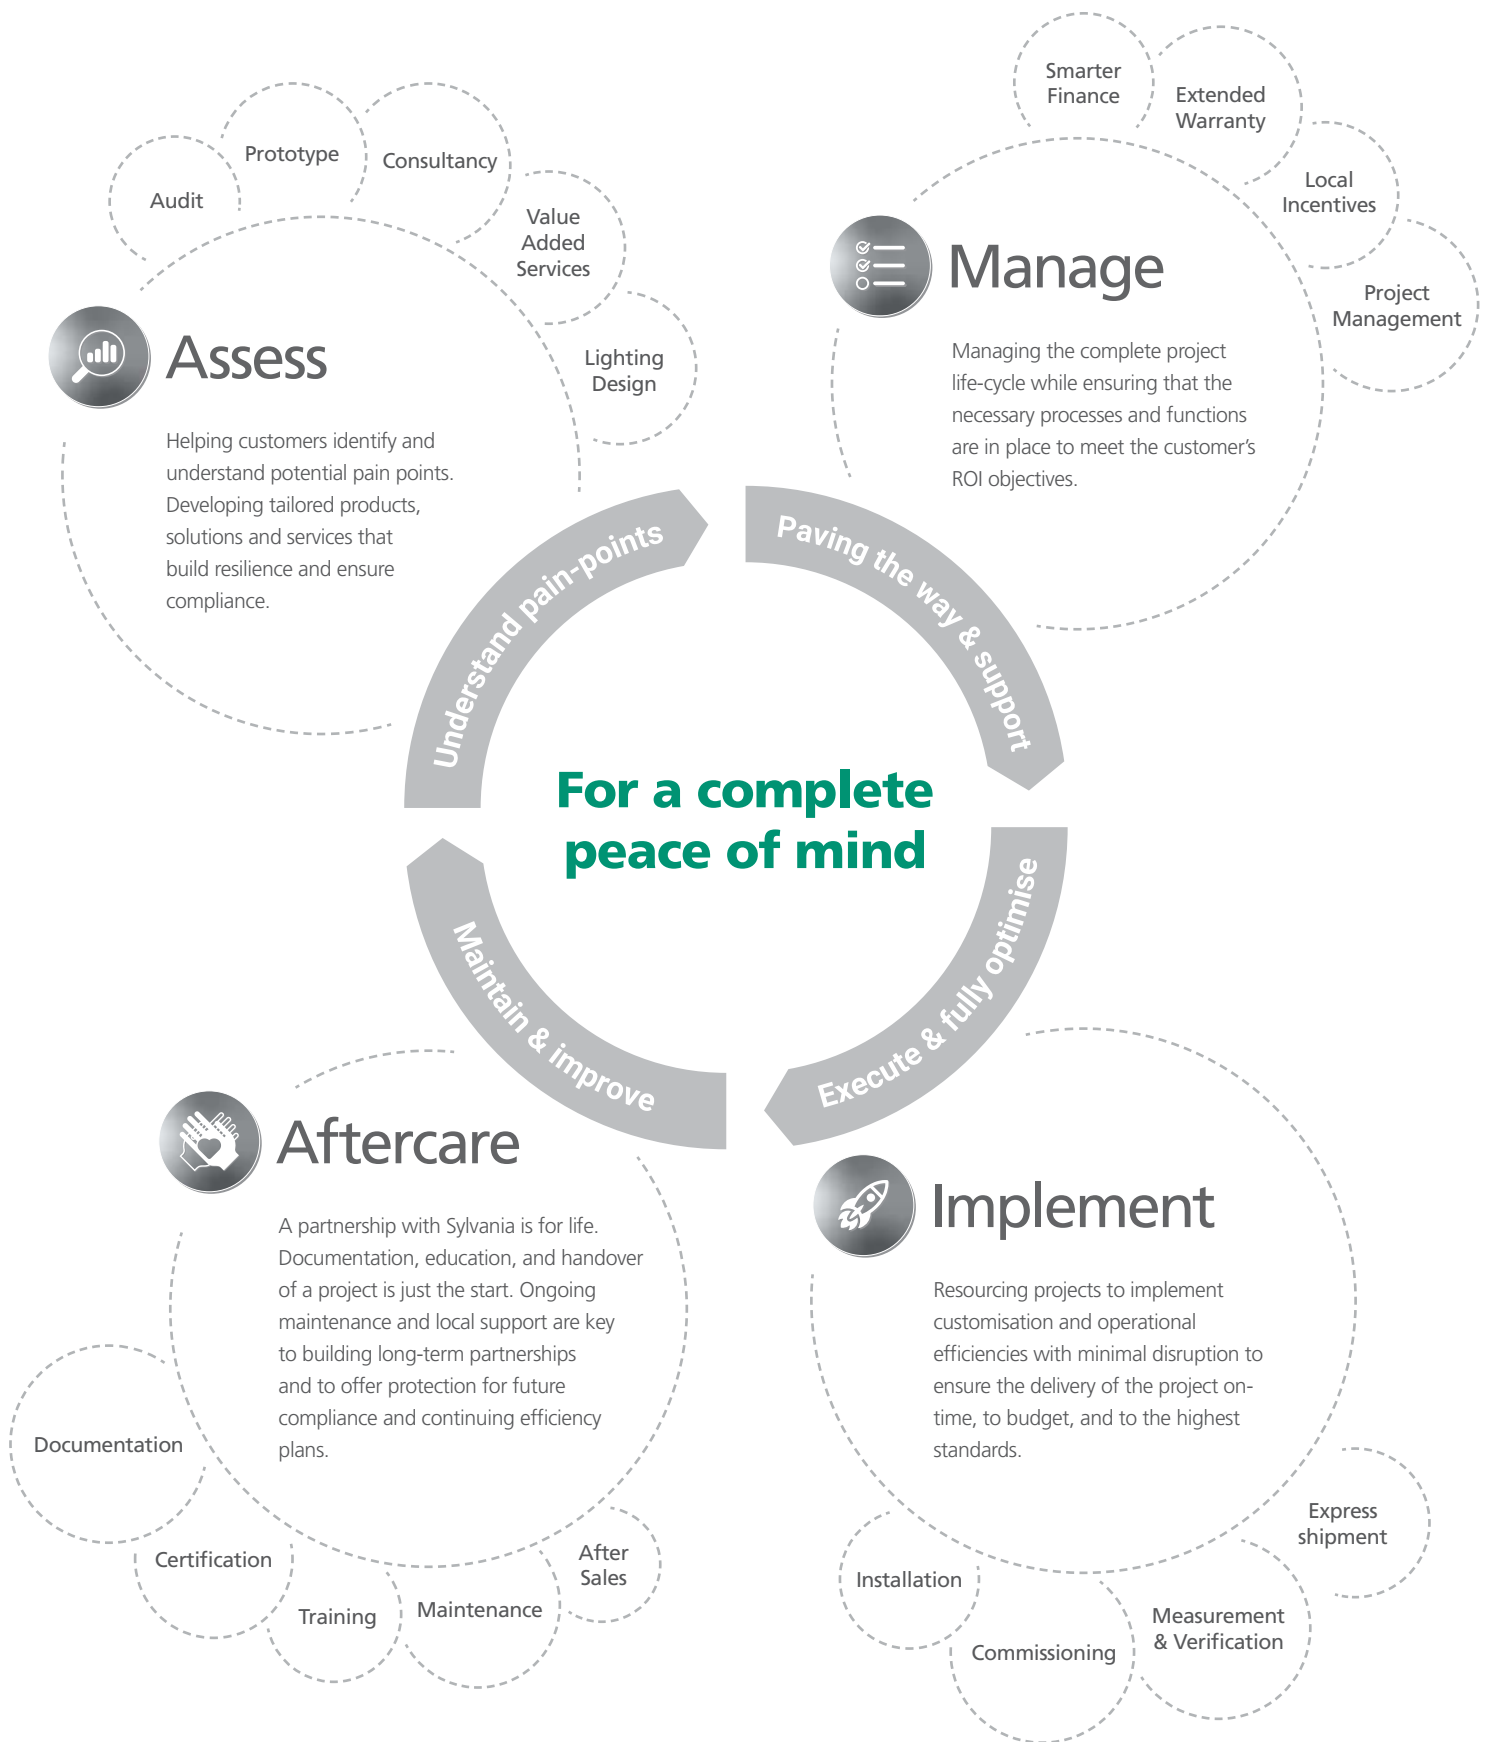 Audit
Prototype
Consultancy
Value
Added
Services
Lighting
Design
Assess
Helping customers identify and
understand potential pain points.
Developing tailored products,
solutions and services that
build resilience and ensure
compliance.
Smarter
Finance
Extended
Warranty
Local
Incentives
Project
Management
Manage
Managing the complete project
life-cycle while ensuring that the
necessary processes and functions
are in place to meet the customer’s
ROI objectives.
Understand pain-points
Paving the way & support
For a complete
peace of mind
Maintain & improve
Execute & fully optimise
Aftercare
A partnership with Sylvania is for life.
Documentation, education, and handover
of a project is just the start. Ongoing
maintenance and local support are key
to building long-term partnerships
and to offer protection for future
compliance and continuing efficiency
plans.
Documentation
Certification
Training
Maintenance
After
Sales
Implement
Resourcing projects to implement
customisation and operational
efficiencies with minimal disruption to
ensure the delivery of the project on-
time, to budget, and to the highest
standards.
Installation
Commissioning
Measurement
& Verification
Express
shipment